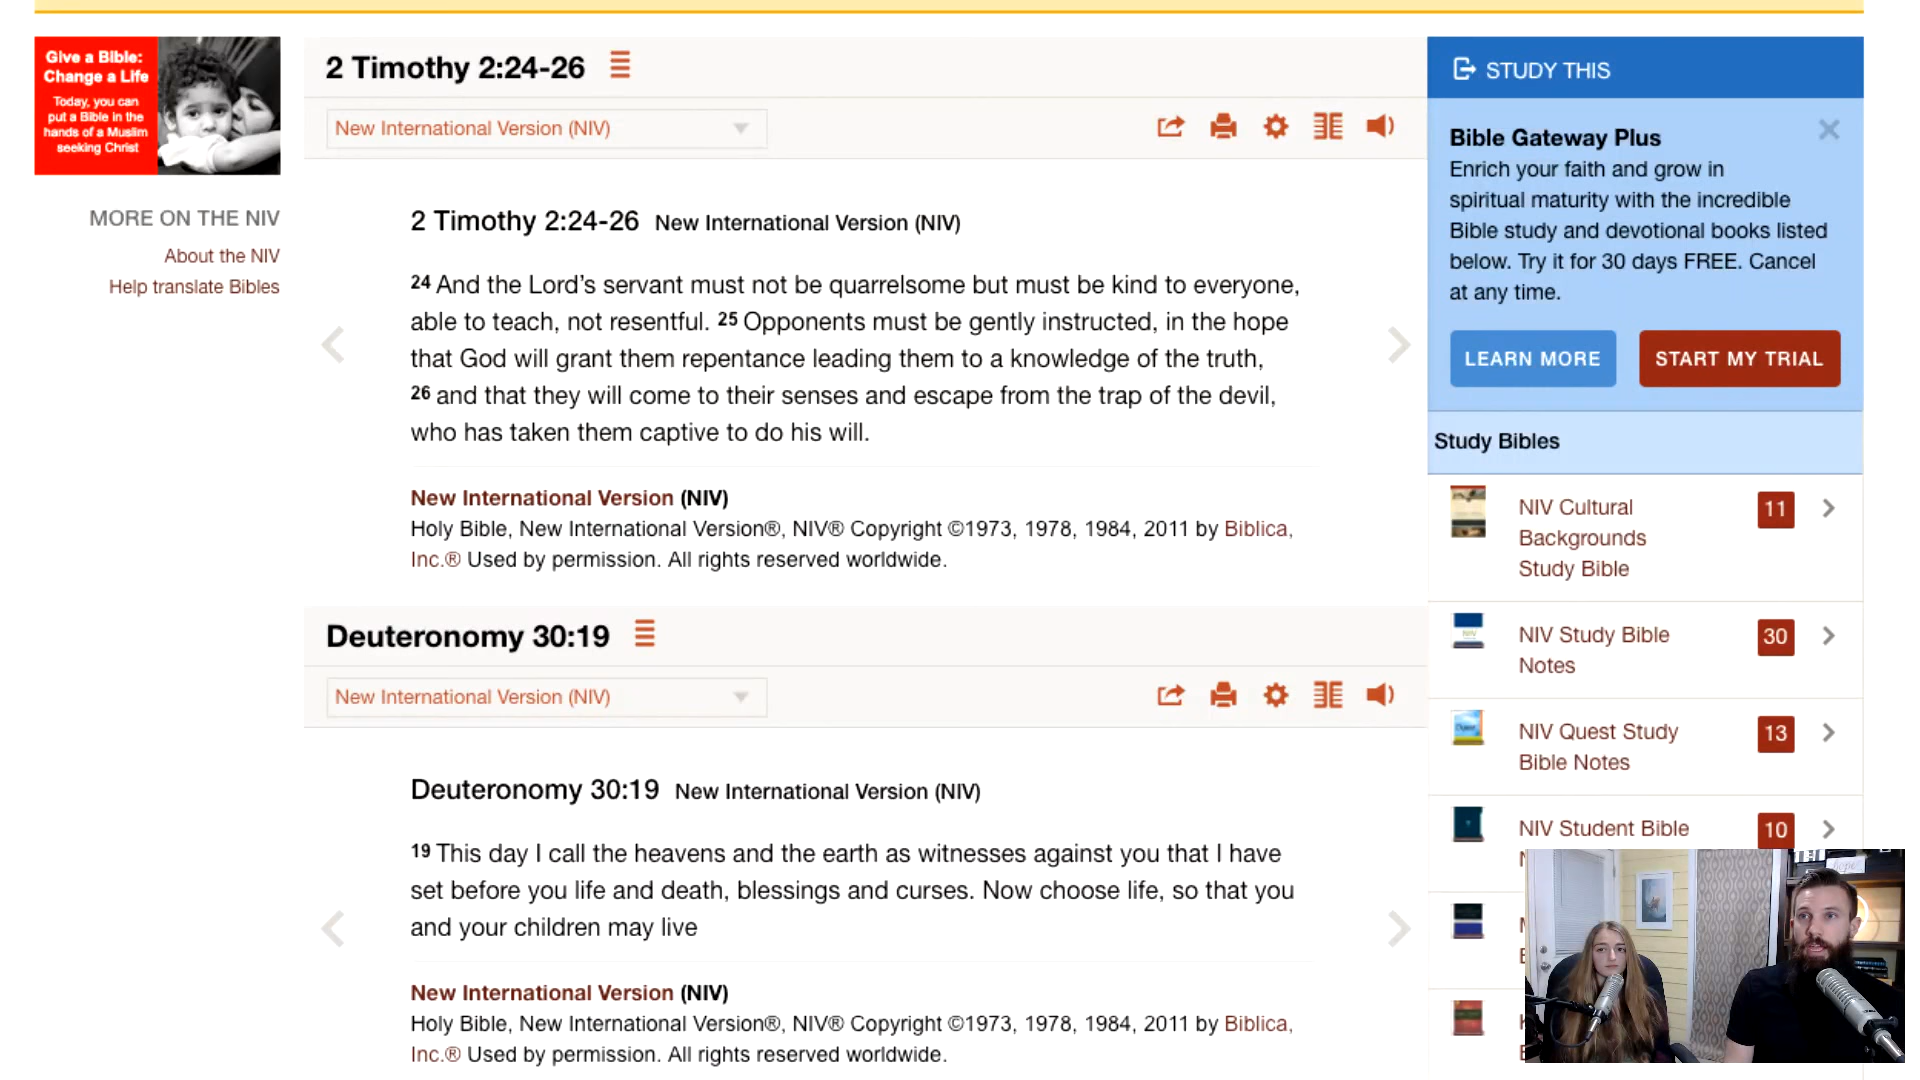 Give a Bible:
Change a Life
Today, you can
put a Bible in the
hands of a Muslim
seeking Christ
MORE ON THE NIV
About the NIV
Help translate Bibles
2 Timothy 2:24-26
New International Version (NIV)
2 Timothy 2:24-26 New International Version (NIV)
24 And the Lord’s servant must not be quarrelsome but must be kind to everyone,
able to teach, not resentful. 25 Opponents must be gently instructed, in the hope
that God will grant them repentance leading them to a knowledge of the truth,
26 and that they will come to their senses and escape from the trap of the devil,
who has taken them captive to do his will.
New International Version (NIV)
Holy Bible, New International Version®, NIV® Copyright ©1973, 1978, 1984, 2011 by Biblica,
Inc.® Used by permission. All rights reserved worldwide.
Deuteronomy 30:19
New International Version (NIV)
Deuteronomy 30:19 New International Version (NIV)
19 This day I call the heavens and the earth as witnesses against you that I have
set before you life and death, blessings and curses. Now choose life, so that you
and your children may live
New International Version (NIV)
Holy Bible, New International Version®, NIV® Copyright ©1973, 1978, 1984, 2011 by Biblica,
Inc.® Used by permission. All rights reserved worldwide.
STUDY THIS
Bible Gateway Plus
Enrich your faith and grow in
spiritual maturity with the incredible
Bible study and devotional books listed
below. Try it for 30 days FREE. Cancel
at any time.
LEARN MORE
START MY TRIAL
Study Bibles
NIV Cultural
Backgrounds
Study Bible
11
NIV Study Bible
Notes
30
NIV Quest Study
Bible Notes
13
NIV Student Bible
10